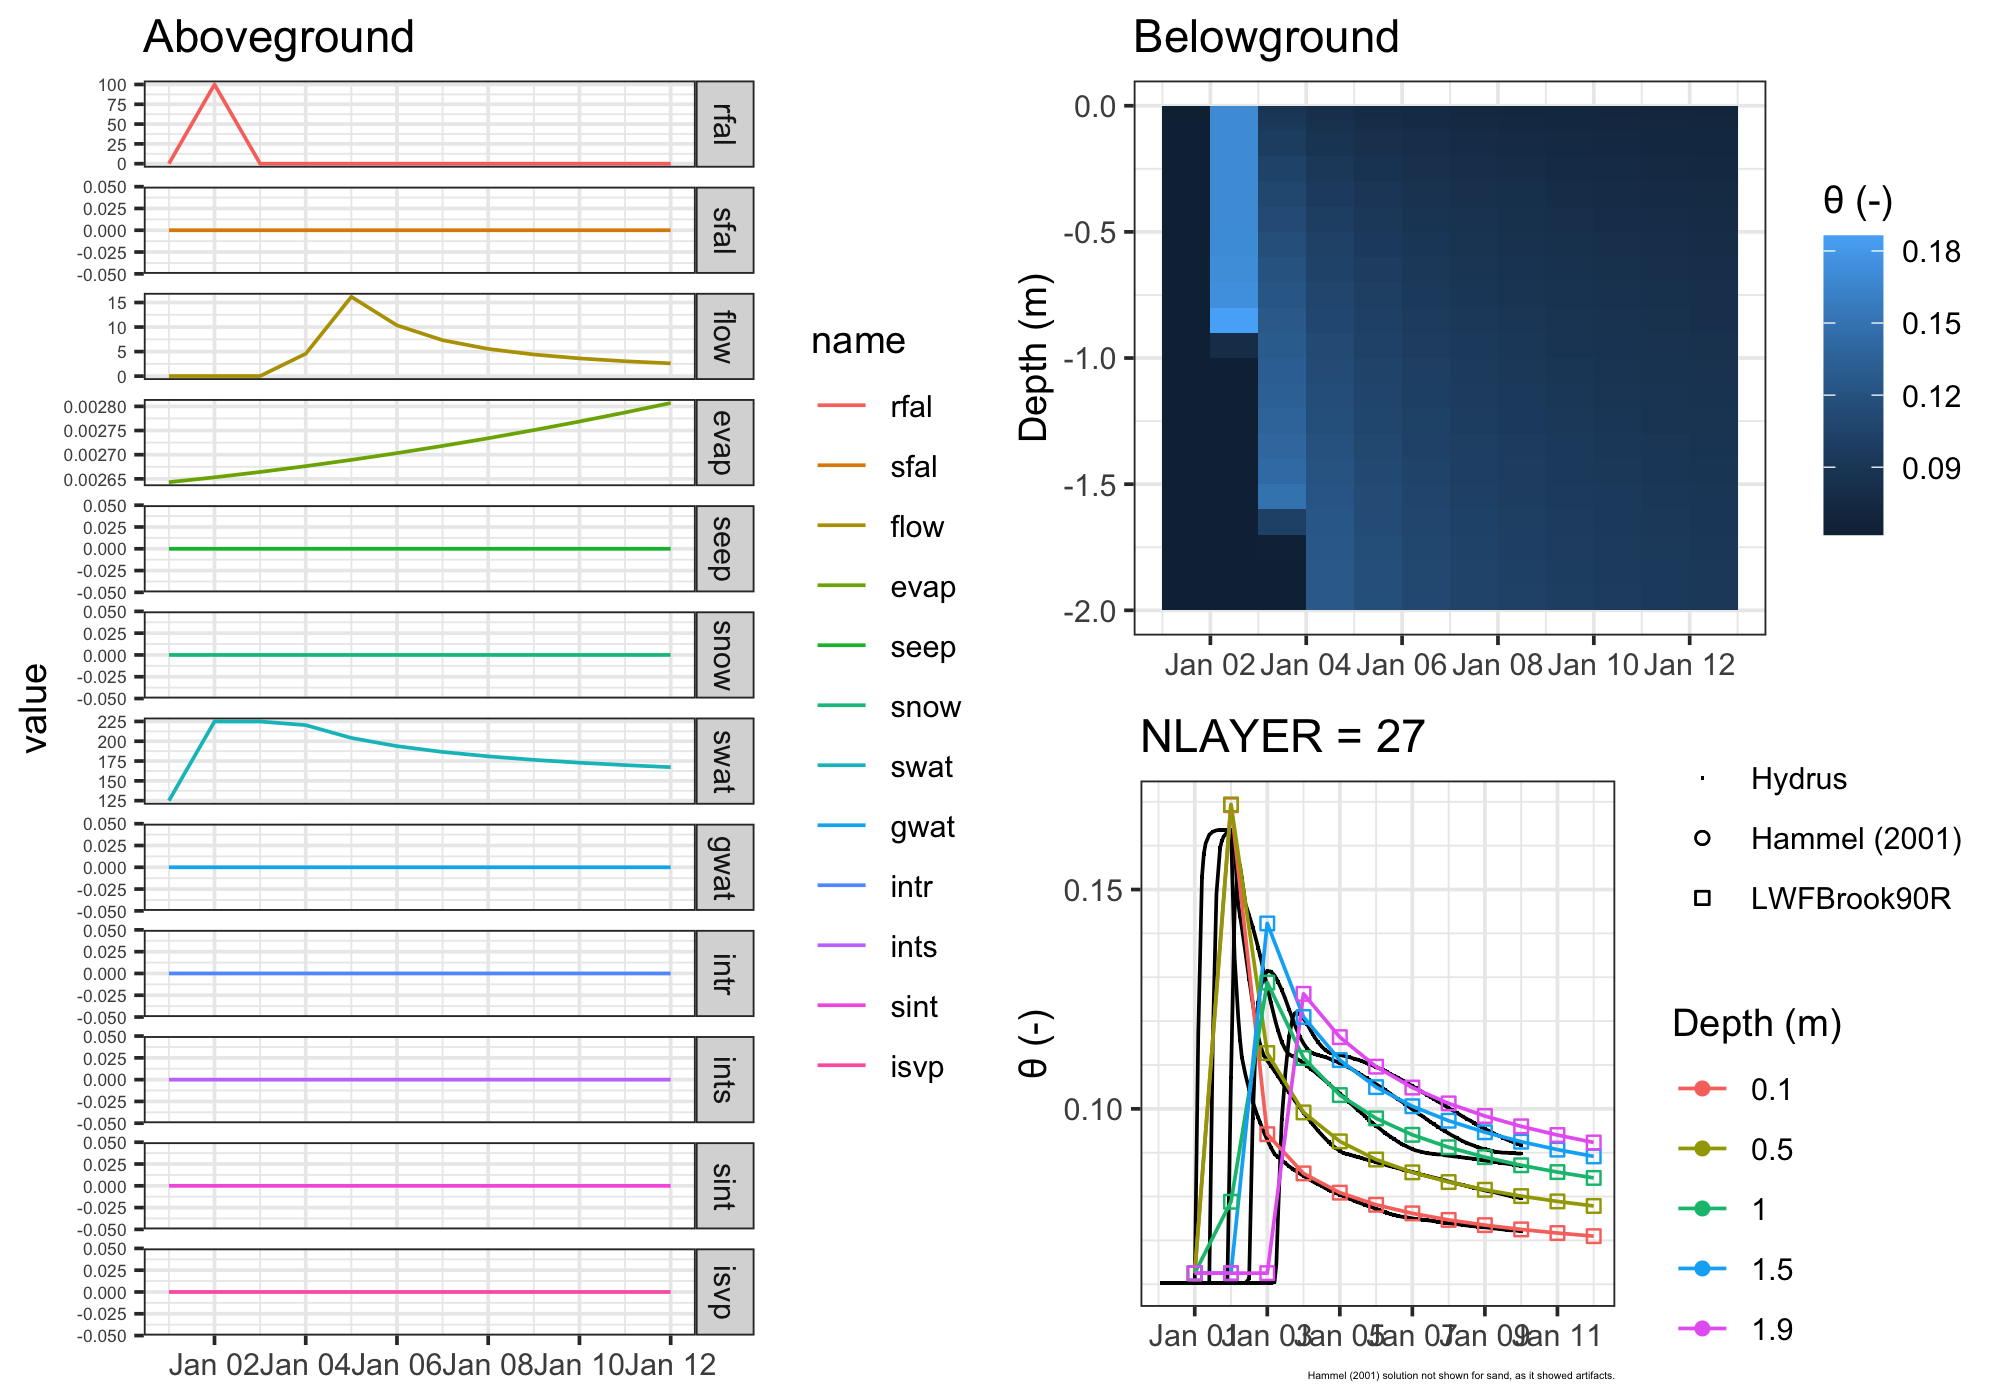 Aboveground
Belowground
100
75
50
25
0
rfal
0.050
0.025
0.000
-0.025
-0.050
sfal
15
10
5
0
flow
0.00280
0.00275
0.00270
0.00265
evap
0.050
0.025
0.000
-0.025
-0.050
seep
0.050
0.025
0.000
-0.025
-0.050
snow
225
200
175
150
125
swat
0.050
0.025
0.000
-0.025
-0.050
gwat
0.050
0.025
0.000
-0.025
-0.050
intr
0.050
0.025
0.000
-0.025
-0.050
ints
0.050
0.025
0.000
-0.025
-0.050
sint
0.050
0.025
0.000
-0.025
-0.050
isvp
value
Jan 02 Jan 04 Jan 06 Jan 08 Jan 10 Jan 12
name
rfal
sfal
flow
evap
seep
snow
swat
gwat
intr
ints
sint
isvp
Depth (m)
0.0
-0.5
-1.0
-1.5
-2.0
Jan 02 Jan 04 Jan 06 Jan 08 Jan 10 Jan 12
θ (-)
0.18
0.15
0.12
0.09
NLAYER = 27
θ (-)
0.15
0.10
Jan 01 Jan 03 Jan 05 Jan 07 Jan 09 Jan 11
Hydrus
Hammel (2001)
LWFBrook90R
Depth (m)
0.1
0.5
1
1.5
1.9
Hammel (2001) solution not shown for sand, as it showed artifacts.